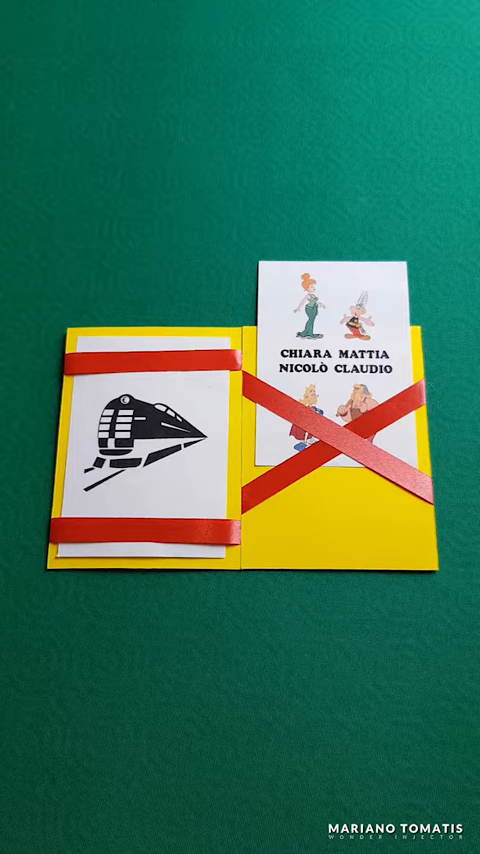 CHIARA MATTIA
NICOLÒ CLAUDIO
MARIANO TOMATIS
WONDER INJECTOR